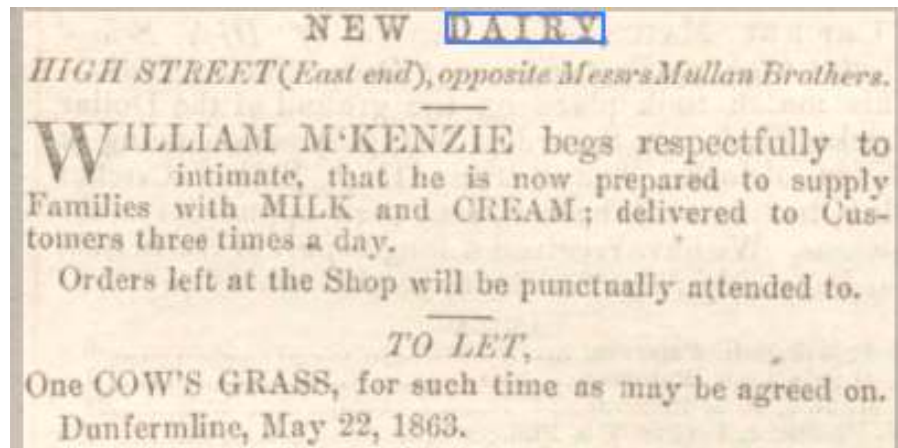 NEW DAIRY
HIGH STREET (East end), opposite Messrs Mullan Brothers.
WILLIAM M'KENZIE begs respectfully to
intimate, that he is now prepared to supply
Families with MILK and CREAM; delivered to Cus-
tomers three times a day.
Orders left at the Shop will be punctually attended to.
TO LET,
One COW'S GRASS, for such time as may be agreed on.
Dunfermline, May 22, 1863.